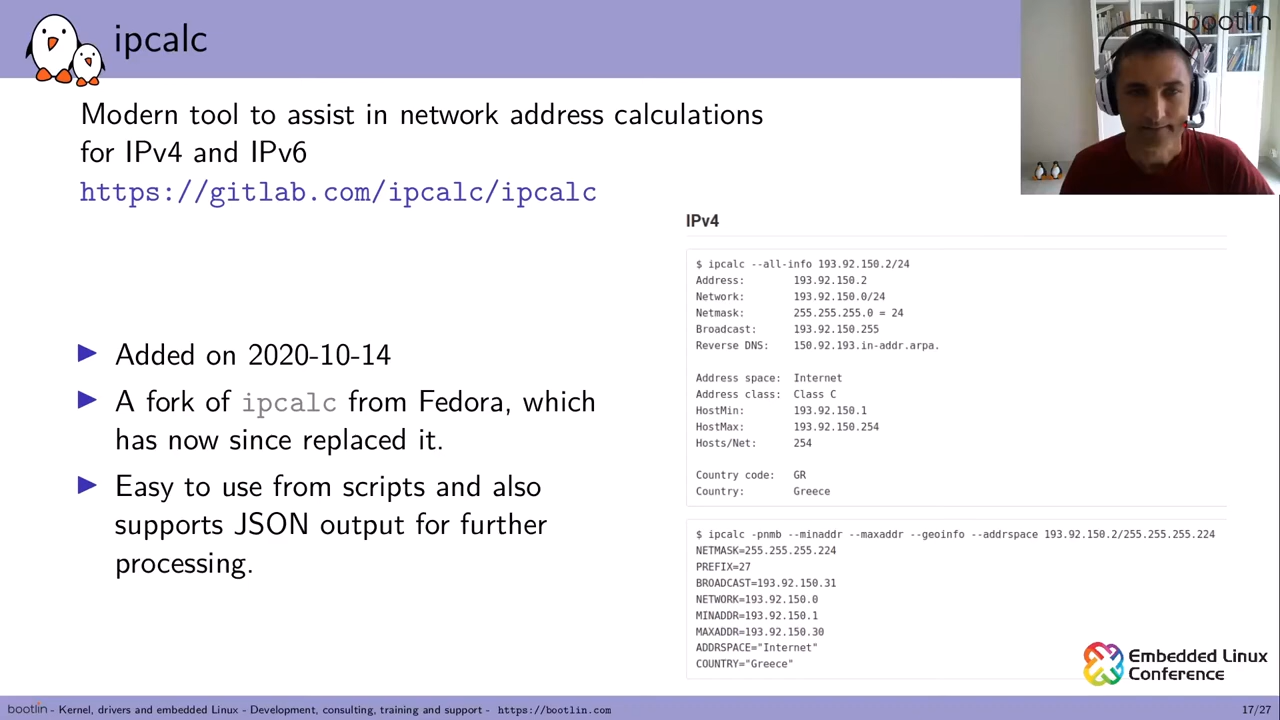 ipcalc
bootlin
Modern tool to assist in network address calculations
for IPv4 and IPv6
https://gitlab.com/ipcalc/ipcalc
Added on 2020-10-14
A fork of ipcalc from Fedora, which
has now since replaced it.
Easy to use from scripts and also
supports JSON output for further
processing.
IPv4
$ ipcalc --all-info 193.92.150.2/24
Address: 193.92.150.2
Network: 193.92.150.0/24
Netmask: 255.255.255.0 = 24
Broadcast: 193.92.150.255
Reverse DNS: 150.92.193.in-addr.arpa.
Address space: Internet
Address class: Class C
HostMin: 193.92.150.1
HostMax: 193.92.150.254
Hosts/Net: 254
Country code: GR
Country: Greece
$ ipcalc -pnmb --minaddr --maxaddr --geoinfo --addrspace 193.92.150.2/255.255.255.224
NETMASK=255.255.255.224
PREFIX=27
BROADCAST=193.92.150.31
NETWORK=193.92.150.0
MINADDR=193.92.150.1
MAXADDR=193.92.150.30
ADDRSPACE="Internet"
COUNTRY="Greece"
Embedded Linux
Conference
bootlin - Kernel, drivers and embedded Linux - Development, consulting, training and support - https://bootlin.com
17/27